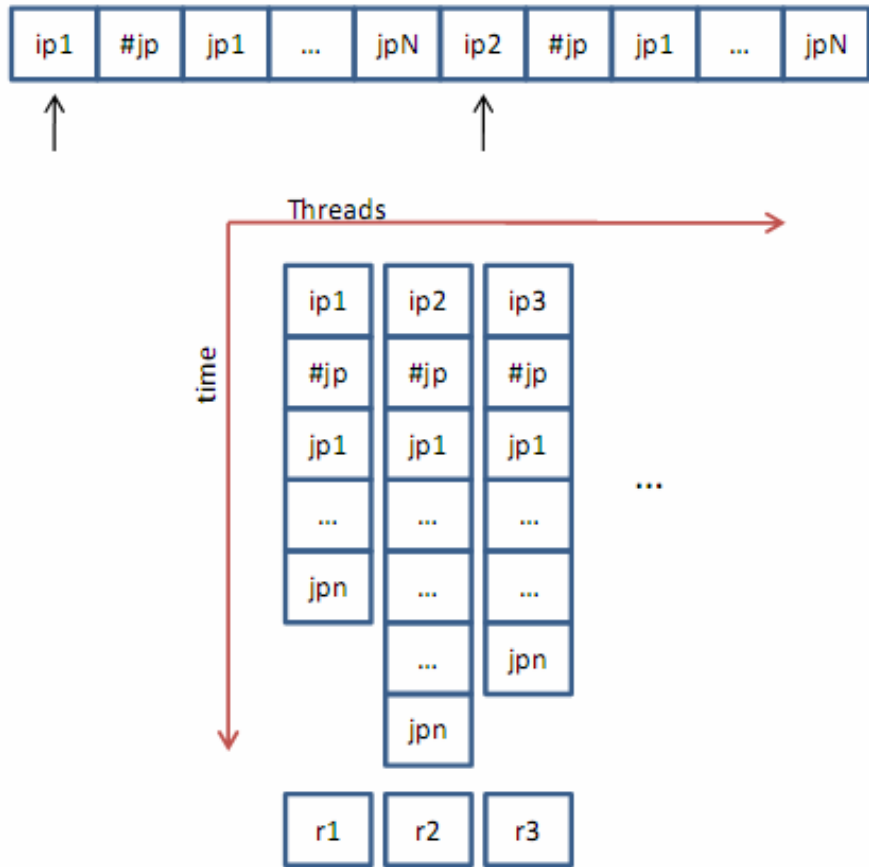 ip1 #jp jp1 ... jpN ip2 #jp jp1 ... jpN
Threads
time
ip1 ip2 ip3
#jp #jp #jp
jp1 jp1 jp1
...
... ... ...
jpn ... ...
... jpn
jpn
r1 r2 r3